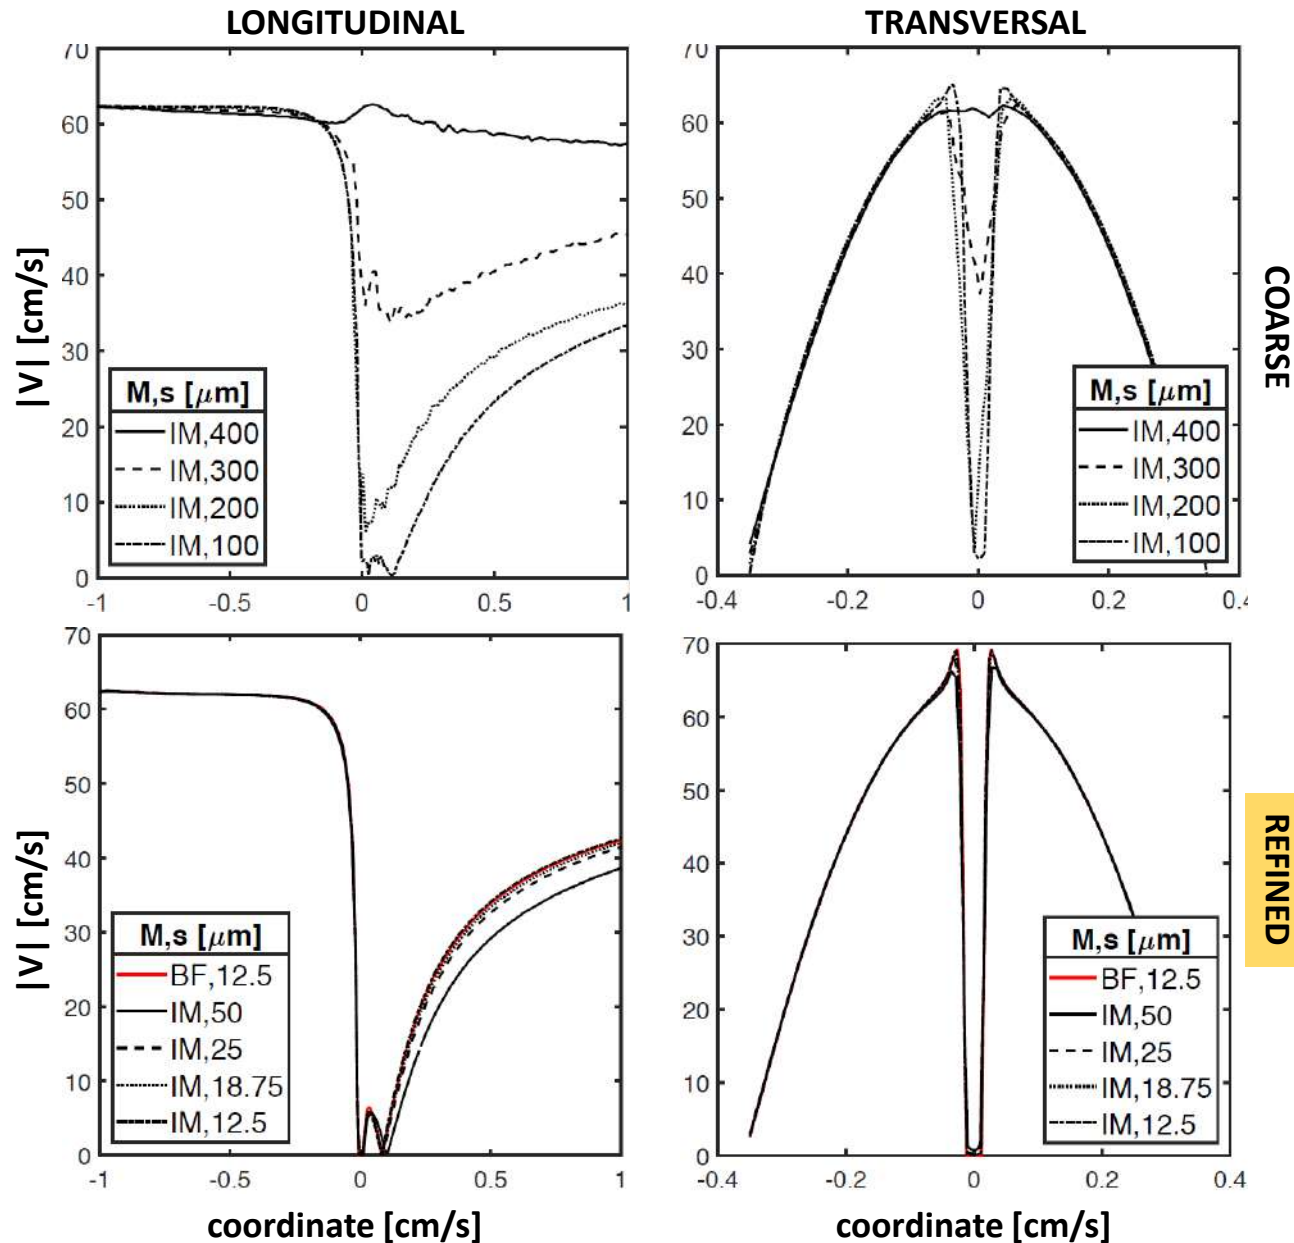 LONGITUDINAL
TRANSVERSAL
70
60
50
40
30
20
10
0
-1
-0.5
0
0.5
1
|V| [cm/s]
M,s [μm]
IM,400
IM,300
IM,200
IM,100
70
60
50
40
30
20
10
0
-0.4
-0.2
0
0.2
0.4
M,s [μm]
IM,400
IM,300
IM,200
IM,100
COARSE
70
60
50
40
30
20
10
0
-1
-0.5
0
0.5
1
|V| [cm/s]
M,s [μm]
BF,12.5
IM,50
IM,25
IM,18.75
IM,12.5
coordinate [cm/s]
70
60
50
40
30
20
10
0
-0.4
-0.2
0
0.2
0.4
M,s [μm]
BF,12.5
IM,50
IM,25
IM,18.75
IM,12.5
coordinate [cm/s]
REFINED